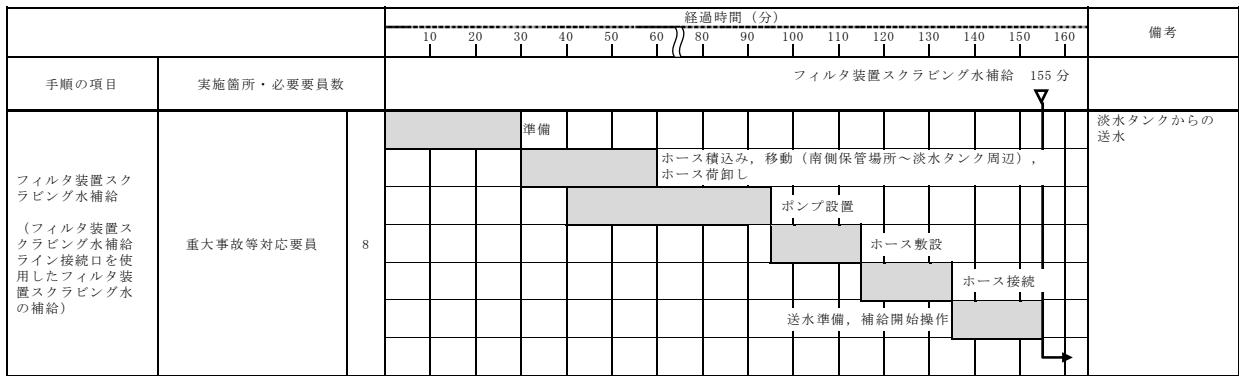 経過時間（分）
10 20 30 40 50 60 80 90 100 110 120 130 140 150 160
備考
手順の項目
実施箇所・必要要員数
フィルタ装置スクラビング水補給 155 分
準備
淡水タンクからの
送水
ホース積込み，移動（南側保管場所～淡水タンク周辺），
ホース荷卸し
フィルタ装置スク
ラビング水補給
（フィルタ装置ス
クラビング水補給
ライン接続口を使
用したフィルタ装
置スクラビング水
の補給）
重大事故等対応要員
8
ポンプ設置
ホース敷設
ホース接続
送水準備，補給開始操作